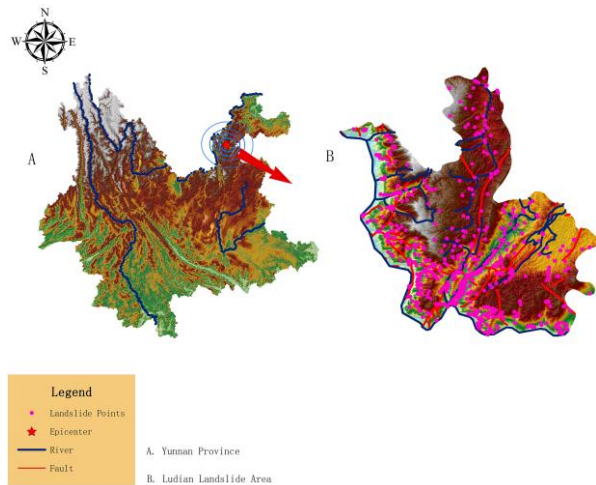 N
W E
S
A
B
Legend
Landslide Points
Epicenter
River
Fault
A. Yunnan Province
B. Ludian Landslide Area